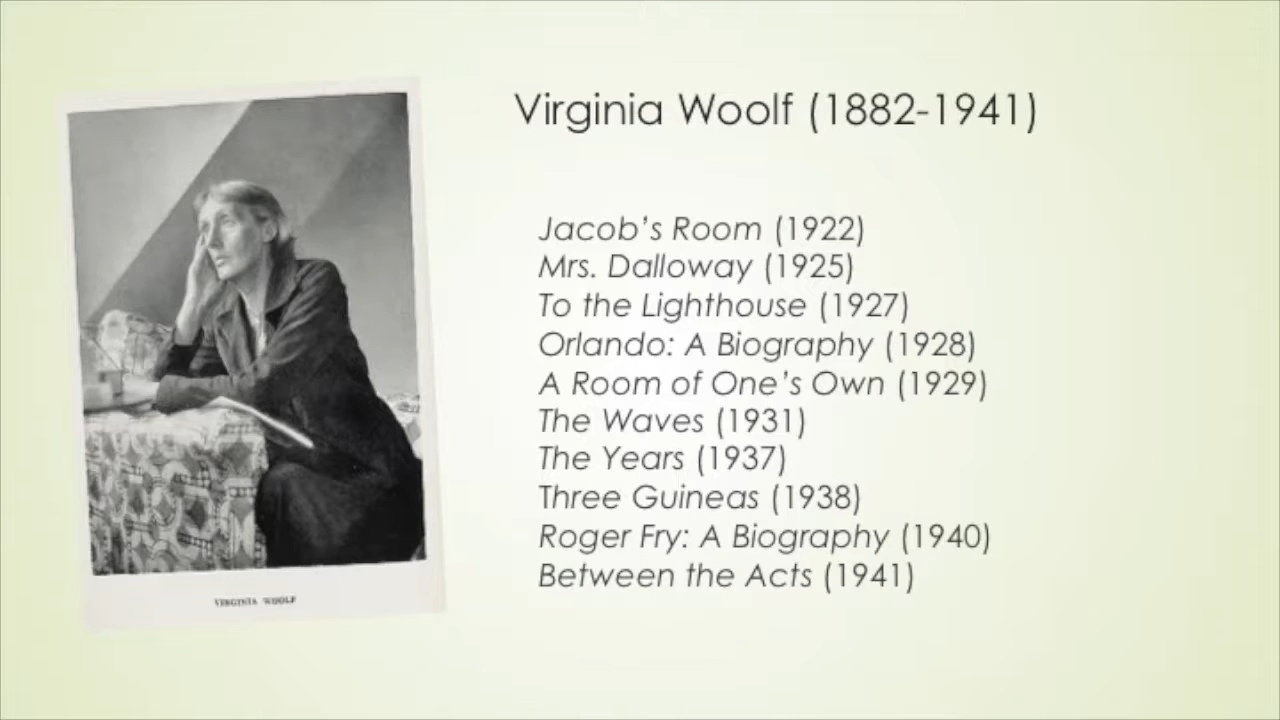 Virginia Woolf (1882-1941)
Jacob's Room (1922)
Mrs. Dalloway (1925)
To the Lighthouse (1927)
Orlando: A Biography (1928)
A Room of One's Own (1929)
The Waves (1931)
The Years (1937)
Three Guineas (1938)
Roger Fry: A Biography (1940)
Between the Acts (1941)
VIRGINIA WOOLF